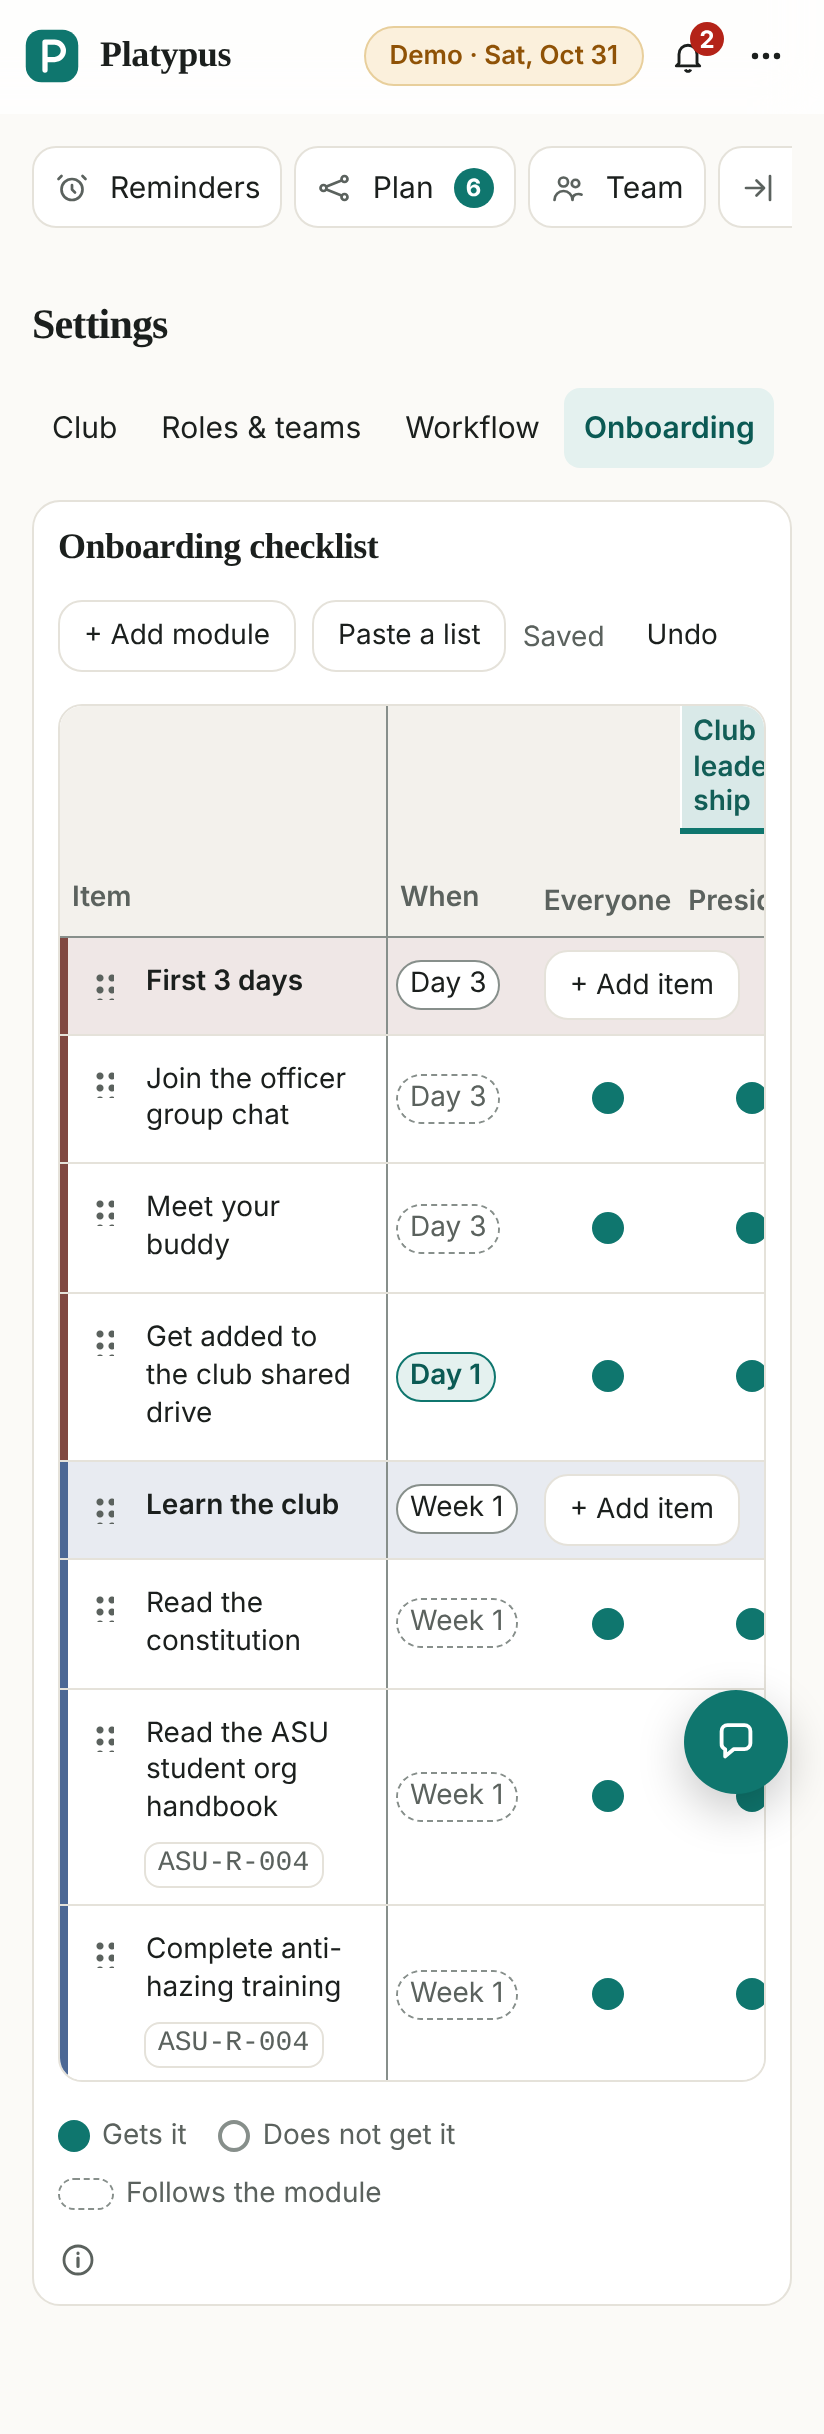 Platypus
Demo · Sat, Oct 31
2
Reminders
Plan 6
Team
Settings
Club
Roles & teams
Workflow
Onboarding
Onboarding checklist
+ Add module
Paste a list
Saved
Undo
Club
leade
ship
Item
When
Everyone
Presid
First 3 days
Day 3
+ Add item
Join the officer
group chat
Day 3
Meet your
buddy
Day 3
Get added to
the club shared
drive
Day 1
Learn the club
Week 1
+ Add item
Read the
constitution
Week 1
Read the ASU
student org
handbook
ASU-R-004
Week 1
Complete anti-
hazing training
ASU-R-004
Week 1
Gets it
Does not get it
Follows the module